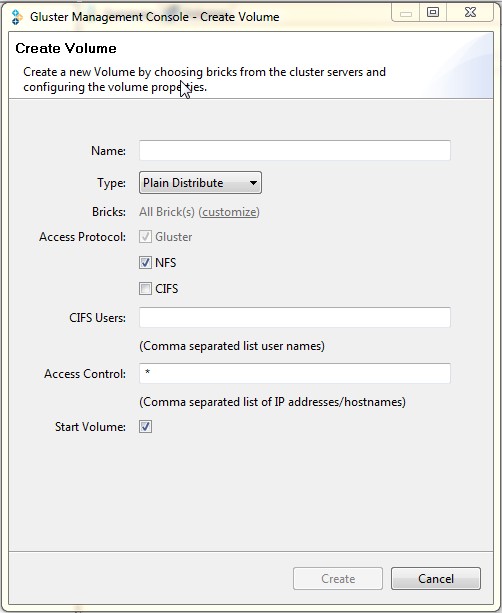 Gluster Management Console - Create Volume
Create Volume
Create a new Volume by choosing bricks from the cluster servers and
configuring the volume properties.
Name:
Type: Plain Distribute
Bricks: All Brick(s) (customize)
Access Protocol: Gluster
NFS
CIFS
CIFS Users:
(Comma separated list user names)
Access Control: *
(Comma separated list of IP addresses/hostnames)
Start Volume:
Create Cancel